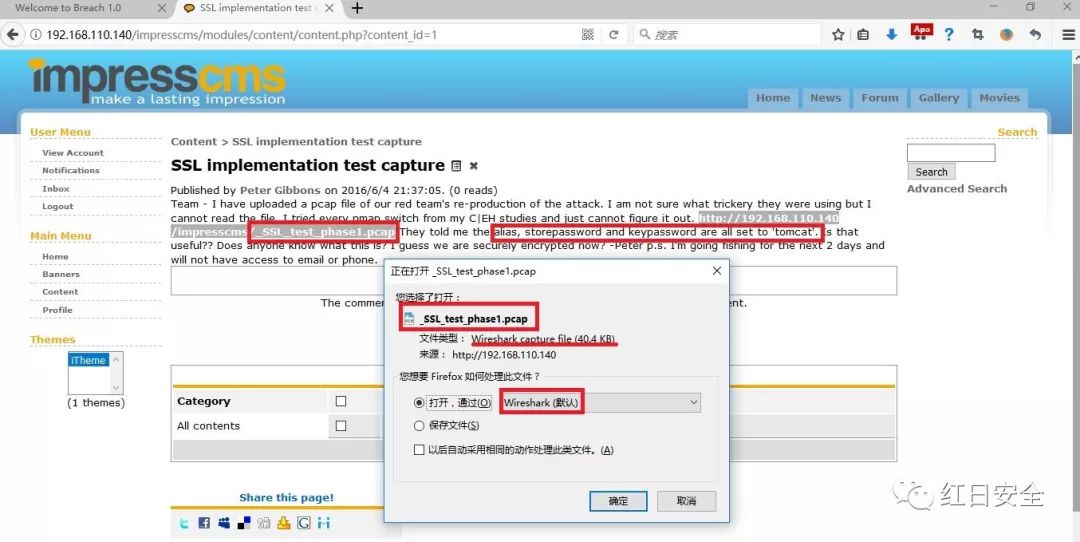 Welcome to Breach 1.0
SSL implementation test c
192.168.110.140/impresscms/modules/content/content.php?content_id=1
搜索
Apa
impresscms
make a lasting impression
Home News Forum Gallery Movies
User Menu
View Account
Notifications
Inbox
Logout
Main Menu
Home
Banners
Content
Profile
Themes
iTheme
(1 themes)
Content > SSL implementation test capture
SSL implementation test capture
Published by Peter Gibbons on 2016/6/4 21:37:05. (0 reads)
Team - I have uploaded a pcap file of our red team's re-production of the attack. I am not sure what trickery they were using but I
cannot read the file. I tried every nmap switch from my C|EH studies and just cannot figure it out. http://192.168.110.140
/impresscms/_SSL_test_phase1.pcap They told me the alias, storepassword and keypassword are all set to 'tomcat'. Is that
useful?? Does anyone know what this is? I guess we are securely encrypted now? -Peter p.s. I'm going fishing for the next 2 days and
will not have access to email or phone.
The comme
nt.
Category
All contents
Share this page!
Search
Search
Advanced Search
正在打开 _SSL_test_phase1.pcap
您选择了打开：
_SSL_test_phase1.pcap
文件类型： Wireshark capture file (40.4 KB)
来源： http://192.168.110.140
您想要 Firefox 如何处理此文件？
打开，通过(O) Wireshark (默认)
保存文件(S)
以后自动采用相同的动作处理此类文件。(A)
确定 取消
红日安全